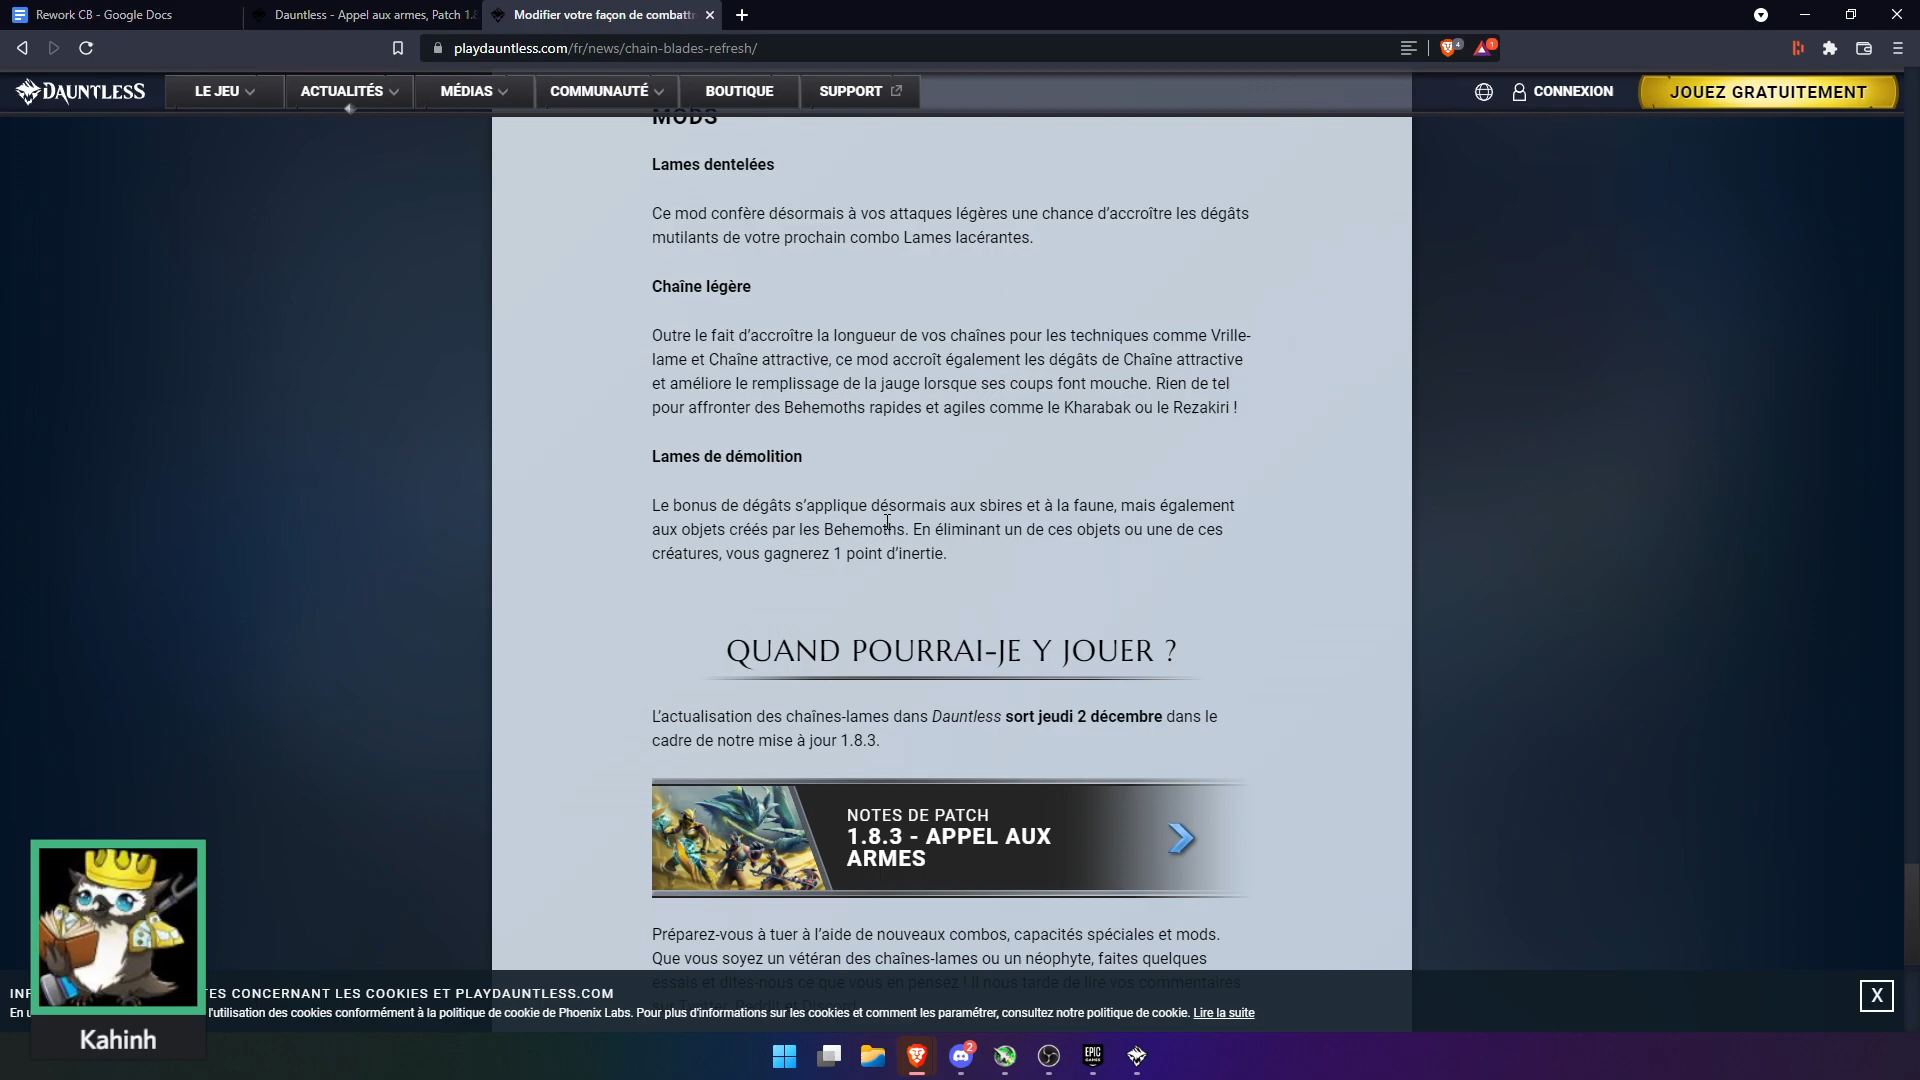 Rework CB - Google Docs
Dauntless - Appel aux armes, Patch 1.8
Modifier votre façon de combattr
playdauntless.com/fr/news/chain-blades-refresh/
4
1
DAUNTLESS
LE JEU
ACTUALITÉS
MÉDIAS
COMMUNAUTÉ
BOUTIQUE
SUPPORT
CONNEXION
JOUEZ GRATUITEMENT
MODS
Lames dentelées
Ce mod confère désormais à vos attaques légères une chance d’accroître les dégâts
mutilants de votre prochain combo Lames lacérantes.
Chaîne légère
Outre le fait d’accroître la longueur de vos chaînes pour les techniques comme Vrille-
lame et Chaîne attractive, ce mod accroît également les dégâts de Chaîne attractive
et améliore le remplissage de la jauge lorsque ses coups font mouche. Rien de tel
pour affronter des Behemoths rapides et agiles comme le Kharabak ou le Rezakiri !
Lames de démolition
Le bonus de dégâts s’applique désormais aux sbires et à la faune, mais également
aux objets créés par les Behemoths. En éliminant un de ces objets ou une de ces
créatures, vous gagnerez 1 point d’inertie.
QUAND POURRAI-JE Y JOUER ?
L’actualisation des chaînes-lames dans Dauntless sort jeudi 2 décembre dans le
cadre de notre mise à jour 1.8.3.
NOTES DE PATCH
1.8.3 - APPEL AUX
ARMES
Préparez-vous à tuer à l’aide de nouveaux combos, capacités spéciales et mods.
Que vous soyez un vétéran des chaînes-lames ou un néophyte, faites quelques
essais et dites-nous ce que vous en pensez ! Il nous tarde de lire vos commentaires
sur Twitter, Reddit et Discord.
INF TES CONCERNANT LES COOKIES ET PLAYDAUNTLESS.COM
En u l'utilisation des cookies conformément à la politique de cookie de Phoenix Labs. Pour plus d'informations sur les cookies et comment les paramétrer, consultez notre politique de cookie. Lire la suite
X
Kahinh
2
EPIC
GAMES